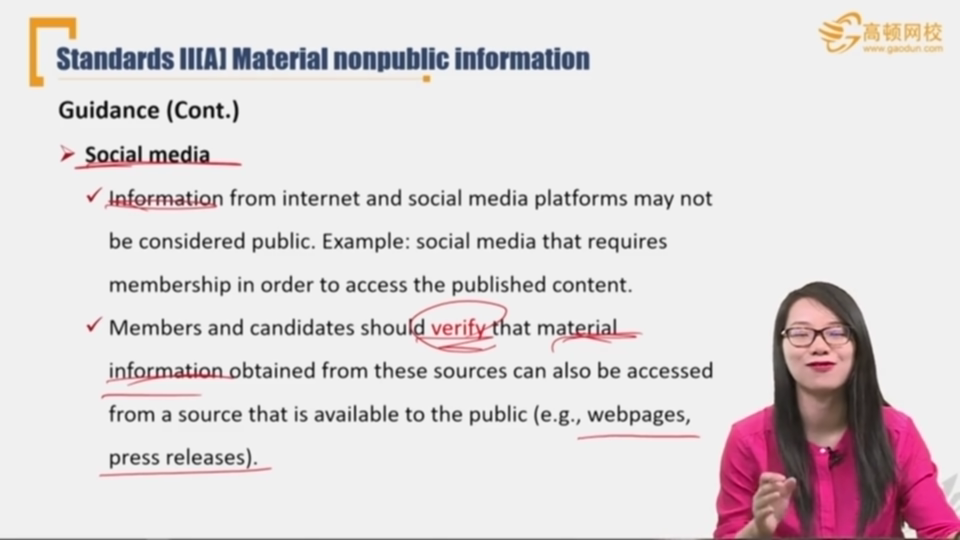 Standards II[A] Material nonpublic information
高顿网校
www.gaodun.com
Guidance (Cont.)
Social media
Information from internet and social media platforms may not
be considered public. Example: social media that requires
membership in order to access the published content.
Members and candidates should verify that material
information obtained from these sources can also be accessed
from a source that is available to the public (e.g., webpages,
press releases).